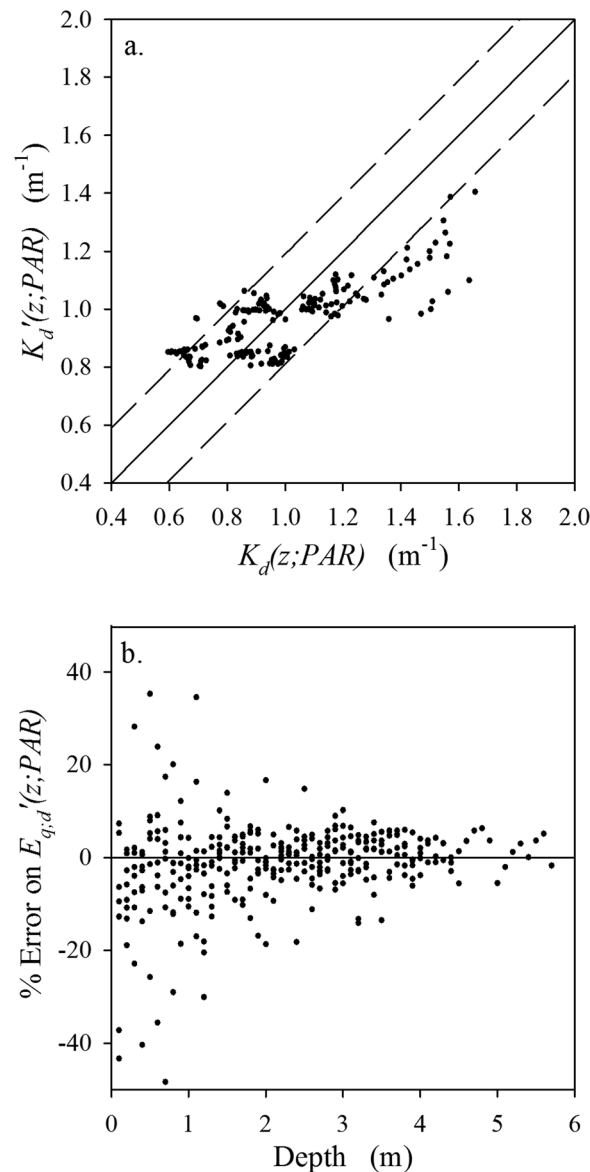 a.
2.0
1.8
1.6
1.4
1.2
1.0
0.8
0.6
0.4
K_d'(z;PAR) (m⁻¹)
0.4 0.6 0.8 1.0 1.2 1.4 1.6 1.8 2.0
K_d(z;PAR) (m⁻¹)
b.
40
20
0
-20
-40
% Error on E_q;d'(z;PAR)
0 1 2 3 4 5 6
Depth (m)